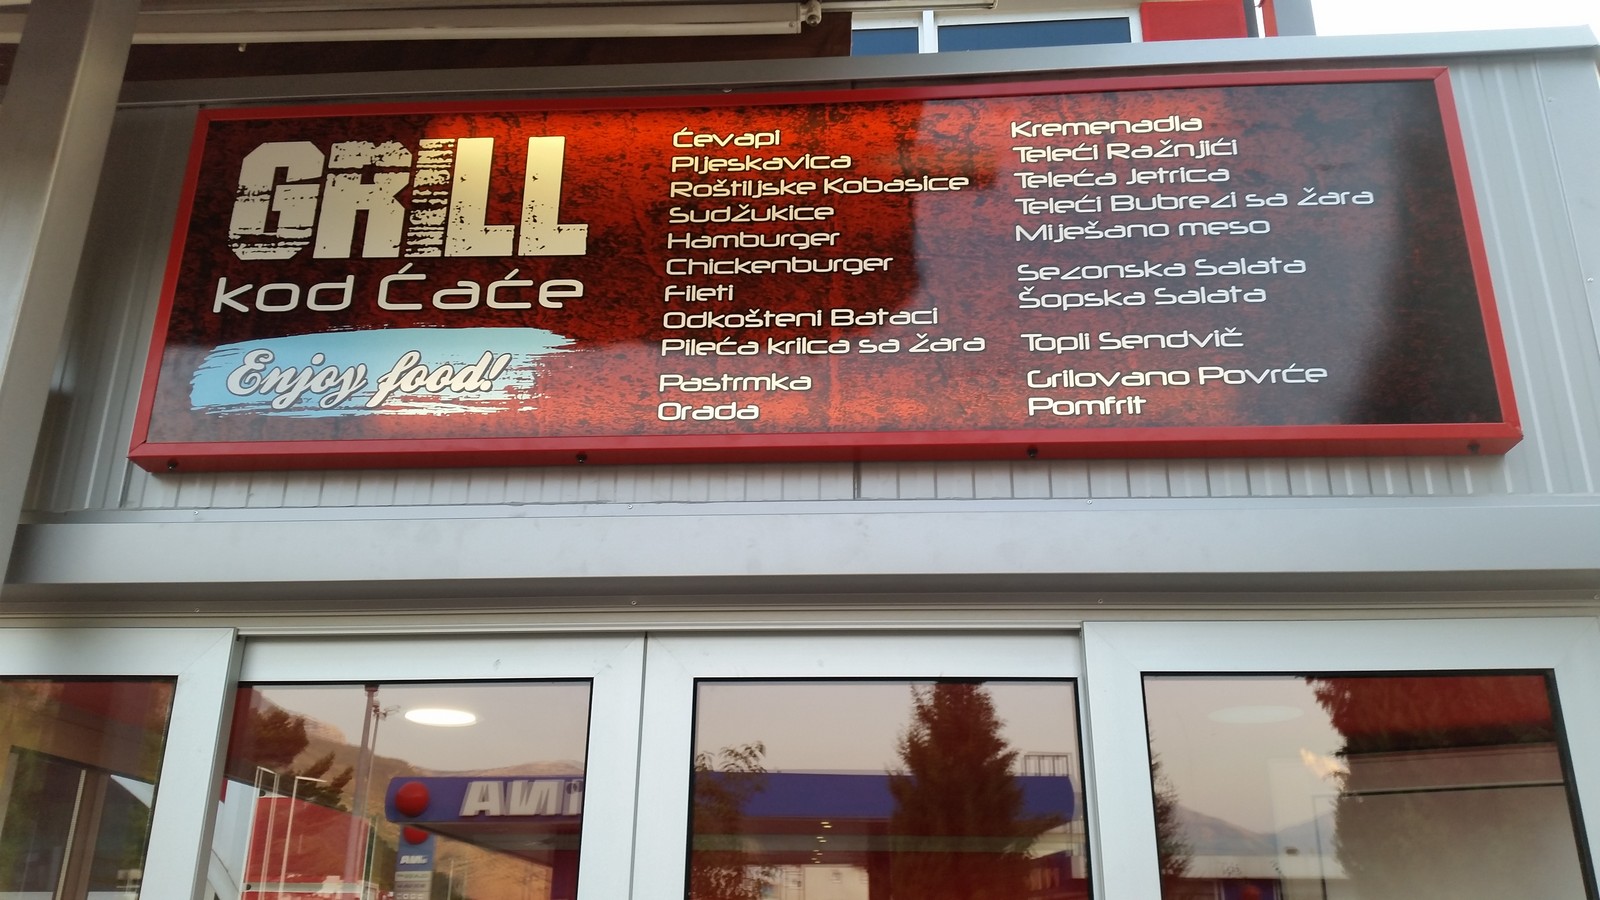 GRILL
kod Ćaće
Enjoy food!
Ćevapi
Pljeskavica
Roštiljske Kobasice
Sudžukice
Hamburger
Chickenburger
Fileti
Odkošteni Bataci
Pileća krilca sa žara
Pastrmka
Orada
Kremenadla
Teleći Ražnjići
Teleća Jetrica
Teleći Bubrezi sa žara
Miješano meso
Sezonska Salata
Šopska Salata
Topli Sendvič
Grilovano Povrće
Pomfrit